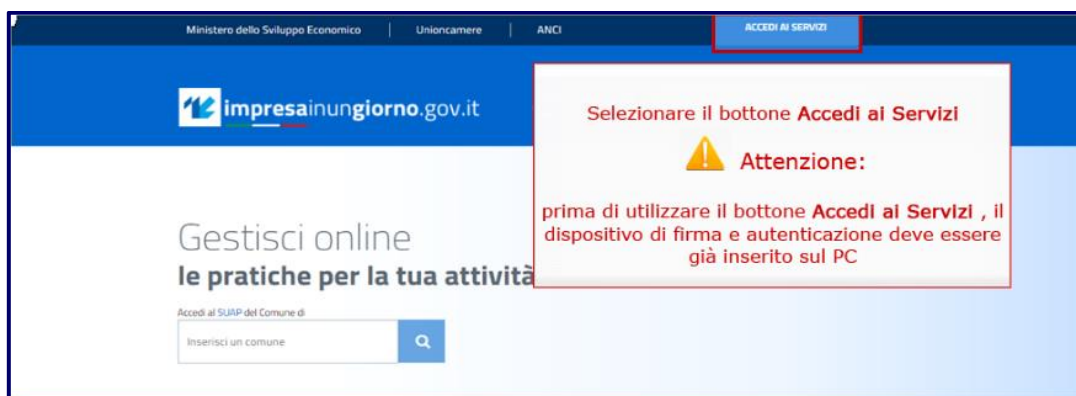 Ministero dello Sviluppo Economico
Unioncamere
ANCI
ACCEDI AI SERVIZI
impresainungiorno.gov.it
Selezionare il bottone Accedi ai Servizi
Attenzione:
prima di utilizzare il bottone Accedi ai Servizi , il
dispositivo di firma e autenticazione deve essere
già inserito sul PC
Gestisci online
le pratiche per la tua attività
Accedi al SUAP del Comune di
Inserisci un comune